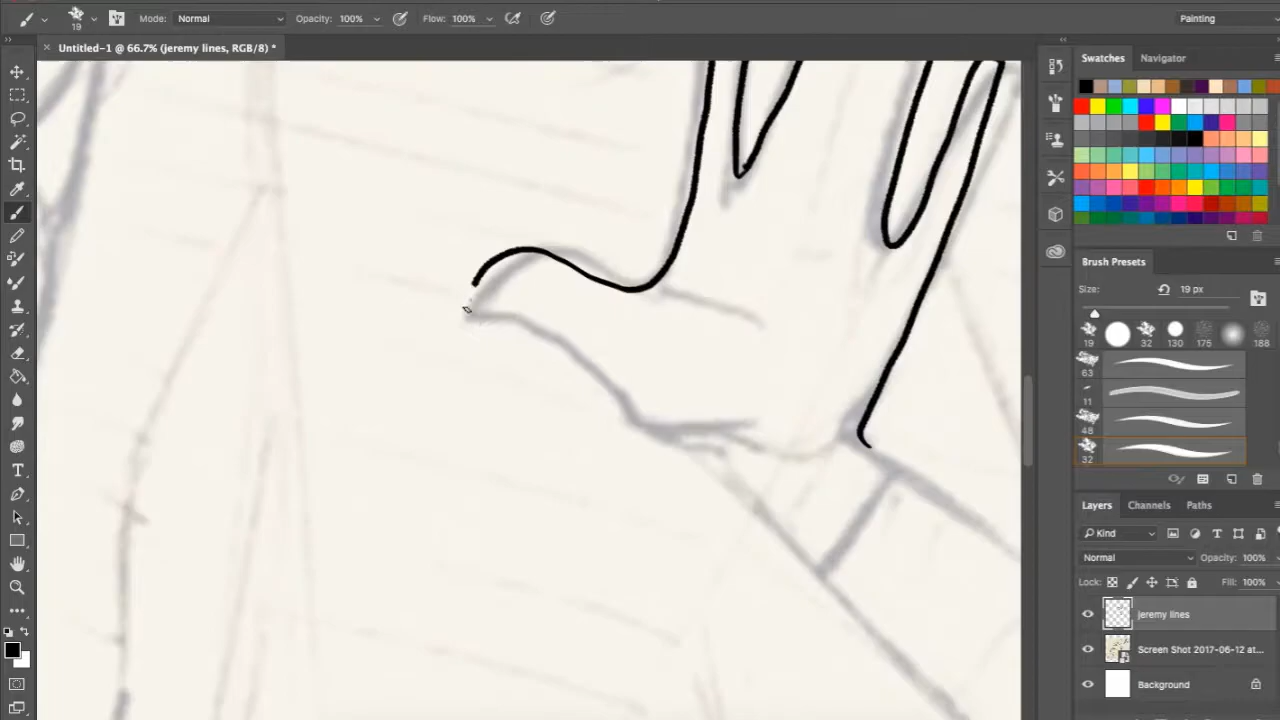 19
Mode: Normal
Opacity: 100%
Flow: 100%
Painting
Untitled-1 @ 66.7% (jeremy lines, RGB/8) *
Swatches
Navigator
Brush Presets
Size:
19 px
19
32
130
175
188
63
11
48
32
Layers
Channels
Paths
Kind
Normal
Opacity: 100%
Lock:
Fill: 100%
jeremy lines
Screen Shot 2017-06-12 at...
Background